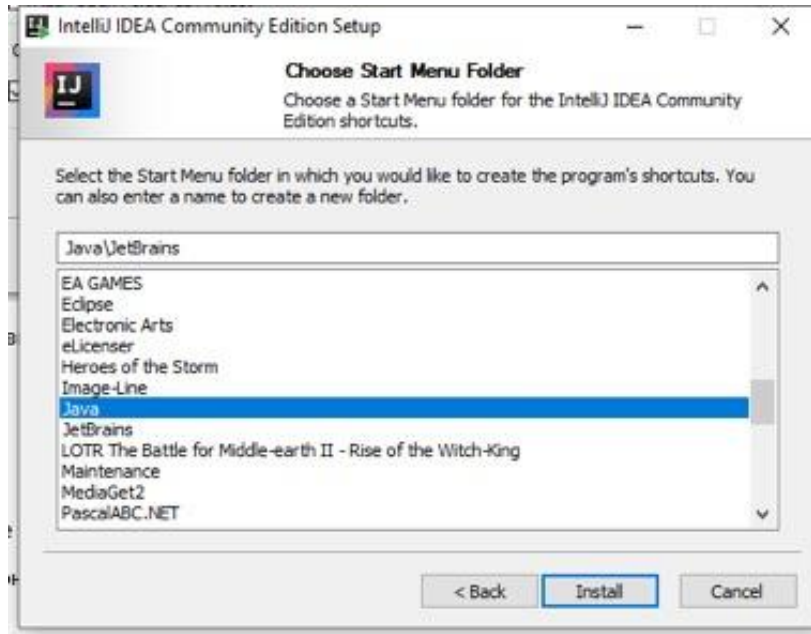 IntelliJ IDEA Community Edition Setup
IJ
Choose Start Menu Folder
Choose a Start Menu folder for the IntelliJ IDEA Community
Edition shortcuts.
Select the Start Menu folder in which you would like to create the program's shortcuts. You
can also enter a name to create a new folder.
Java\JetBrains
EA GAMES
Eclipse
Electronic Arts
eLicenser
Heroes of the Storm
Image-Line
Java
JetBrains
LOTR The Battle for Middle-earth II - Rise of the Witch-King
Maintenance
MediaGet2
PascalABC.NET
< Back
Install
Cancel